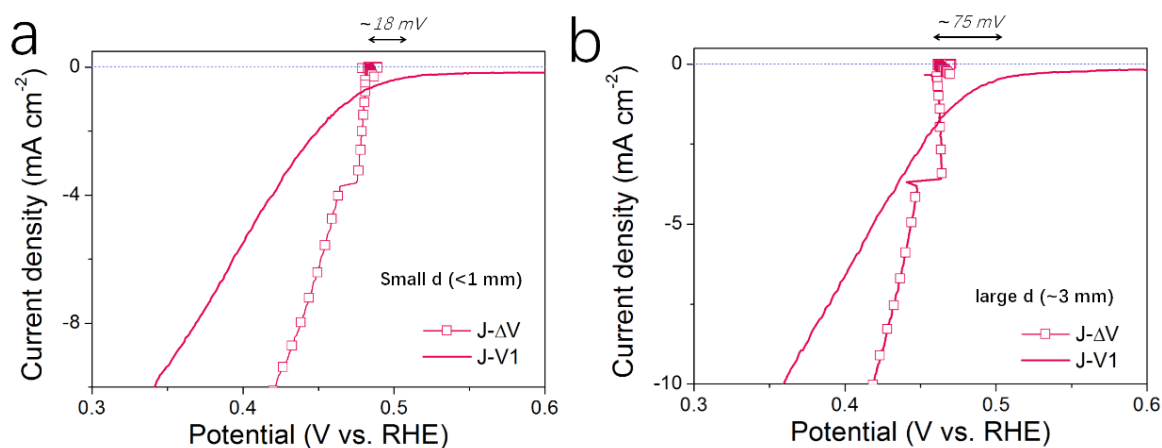 ~18 mV
a
0
-4
-8
Current density (mA cm⁻²)
Small d (<1 mm)
J-ΔV
J-V1
0.3 0.4 0.5 0.6
Potential (V vs. RHE)
~75 mV
b
0
-5
-10
Current density (mA cm⁻²)
large d (~3 mm)
J-ΔV
J-V1
0.3 0.4 0.5 0.6
Potential (V vs. RHE)